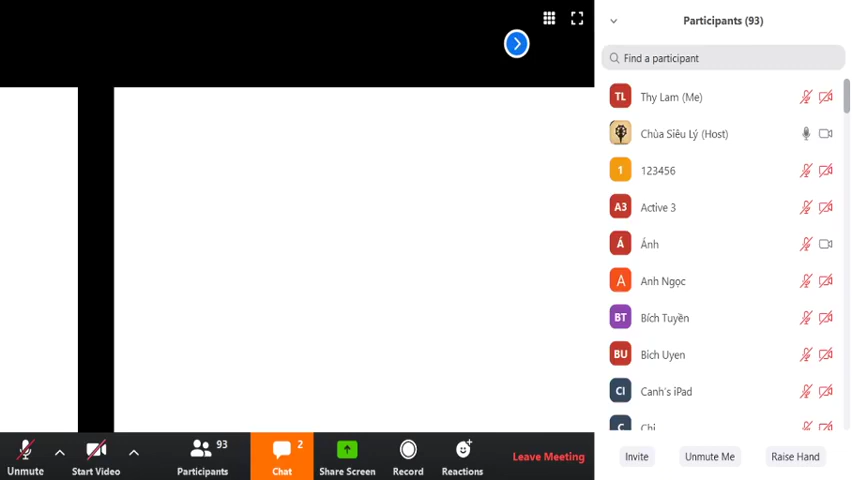 Participants (93)
Find a participant
TL Thy Lam (Me)
Chùa Siêu Lý (Host)
1 123456
A3 Active 3
Á Ánh
A Anh Ngọc
BT Bích Tuyền
BU Bich Uyen
CI Canh's iPad
C Chi
Unmute
Start Video
93
Participants
2
Chat
Share Screen
Record
Reactions
Leave Meeting
Invite
Unmute Me
Raise Hand